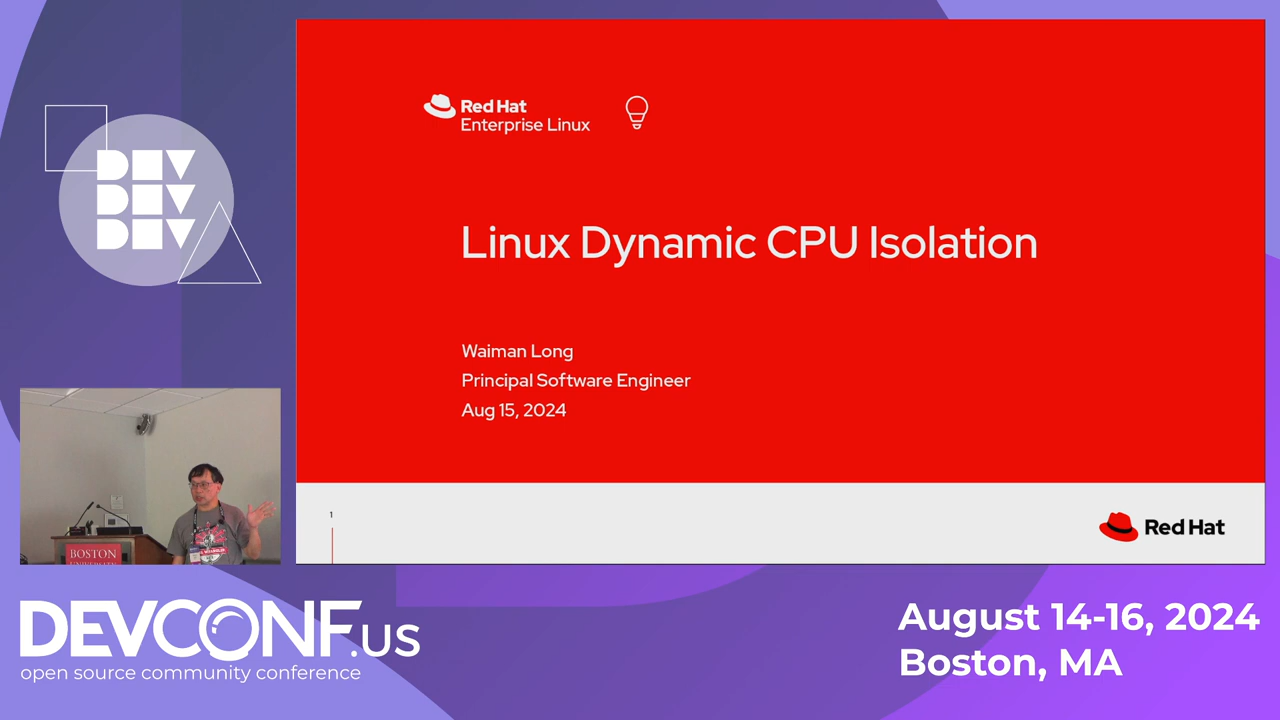 DEV
DEV
DEV
Red Hat
Enterprise Linux
Linux Dynamic CPU Isolation
Waiman Long
Principal Software Engineer
Aug 15, 2024
1
Red Hat
BOSTON
UNIVERSITY
DEVCONF.US
open source community conference
August 14-16, 2024
Boston, MA